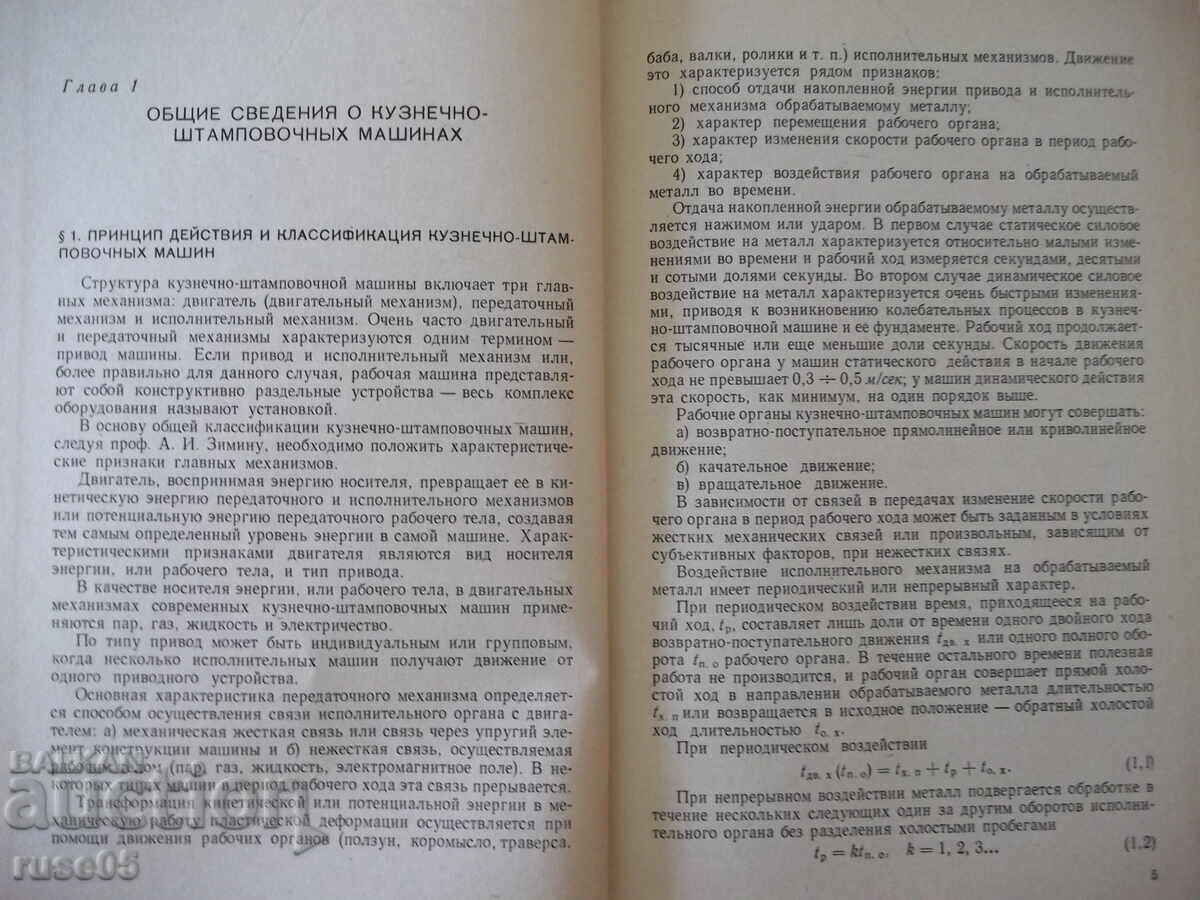 Глава 1
ОБЩИЕ СВЕДЕНИЯ О КУЗНЕЧНО-
ШТАМПОВОЧНЫХ МАШИНАХ
§ 1. ПРИНЦИП ДЕЙСТВИЯ И КЛАССИФИКАЦИЯ КУЗНЕЧНО-ШТАМ-
ПОВОЧНЫХ МАШИН
Структура кузнечно-штамповочной машины включает три глав-
ных механизма: двигатель (двигательный механизм), передаточный
механизм и исполнительный механизм. Очень часто двигательный
и передаточный механизмы характеризуются одним термином —
привод машины. Если привод и исполнительный механизм или,
более правильно для данного случая, рабочая машина представля-
ют собой конструктивно раздельные устройства — весь комплекс
оборудования называют установкой.
В основу общей классификации кузнечно-штамповочных машин,
следуя проф. А. И. Зимину, необходимо положить характеристиче-
ские признаки главных механизмов.
Двигатель, воспринимая энергию носителя, превращает ее в ки-
нетическую энергию передаточного и исполнительного механизмов
или потенциальную энергию передаточного рабочего тела, создавая
тем самым определенный уровень энергии в самой машине. Харак-
теристическими признаками двигателя являются вид носителя
энергии, или рабочего тела, и тип привода.
В качестве носителя энергии, или рабочего тела, в двигательных
механизмах современных кузнечно-штамповочных машин приме-
няются пар, газ, жидкость и электричество.
По типу привод может быть индивидуальным или групповым,
когда несколько исполнительных машин получают движение от
одного приводного устройства.
Основная характеристика передаточного механизма определяет-
ся способом осуществления связи исполнительного органа с двига-
телем: а) механическая жесткая связь или связь через упругий эле-
мент конструкции машины и б) нежесткая связь, осуществляемая
рабочим телом (пар, газ, жидкость, электромагнитное поле). В не-
которых типах машин в период рабочего хода эта связь прерывается.
Трансформация кинетической или потенциальной энергии в ме-
ханическую работу пластической деформации осуществляется при
помощи движения рабочих органов (ползун, коромысло, траверса,
баба, валки, ролики и т. п.) исполнительных механизмов. Движение
это характеризуется рядом признаков:
1) способ отдачи накопленной энергии привода и исполнитель-
ного механизма обрабатываемому металлу;
2) характер перемещения рабочего органа;
3) характер изменения скорости рабочего органа в период рабо-
чего хода;
4) характер воздействия рабочего органа на обрабатываемый
металл во времени.
Отдача накопленной энергии обрабатываемому металлу осущест-
вляется нажимом или ударом. В первом случае статическое силовое
воздействие на металл характеризуется относительно малыми изме-
нениями во времени и рабочий ход измеряется секундами, десятыми
и сотыми долями секунды. Во втором случае динамическое силовое
воздействие на металл характеризуется очень быстрыми изменения-
ми, приводя к возникновению колебательных процессов в кузнеч-
но-штамповочной машине и ее фундаменте. Рабочий ход продолжает-
ся тысячные или еще меньшие доли секунды. Скорость движения
рабочего органа у машин статического действия в начале рабочего
хода не превышает 0,3 ÷ 0,5 м/сек; у машин динамического действия
эта скорость, как минимум, на один порядок выше.
Рабочие органы кузнечно-штамповочных машин могут совершать:
а) возвратно-поступательное прямолинейное или криволинейное
движение;
б) качательное движение;
в) вращательное движение.
В зависимости от связей в передачах изменение скорости рабо-
чего органа в период рабочего хода может быть заданным в условиях
жестких механических связей или произвольным, зависящим от
субъективных факторов, при нежестких связях.
Воздействие исполнительного механизма на обрабатываемый
металл имеет периодический или непрерывный характер.
При периодическом воздействии время, приходящееся на рабо-
чий ход, tр, составляет лишь доли от времени одного двойного хода
возвратно-поступательного движения tдв. х или одного полного обо-
рота tп. о рабочего органа. В течение остального времени полезная
работа не производится, и рабочий орган совершает прямой холо-
стой ход в направлении обрабатываемого металла длительностью
tх. п или возвращается в исходное положение — обратный холостой
ход длительностью tо. х.
При периодическом воздействии
tдв. х (tп. о) = tх. п + tр + tо. х. (1.1)
При непрерывном воздействии металл подвергается обработке в
течение нескольких следующих один за другим оборотов исполни-
тельного органа без разделения холостыми пробегами
tр = ktп. о, k = 1, 2, 3... (1.2)
5
БАЛКАН
auction
ruse05